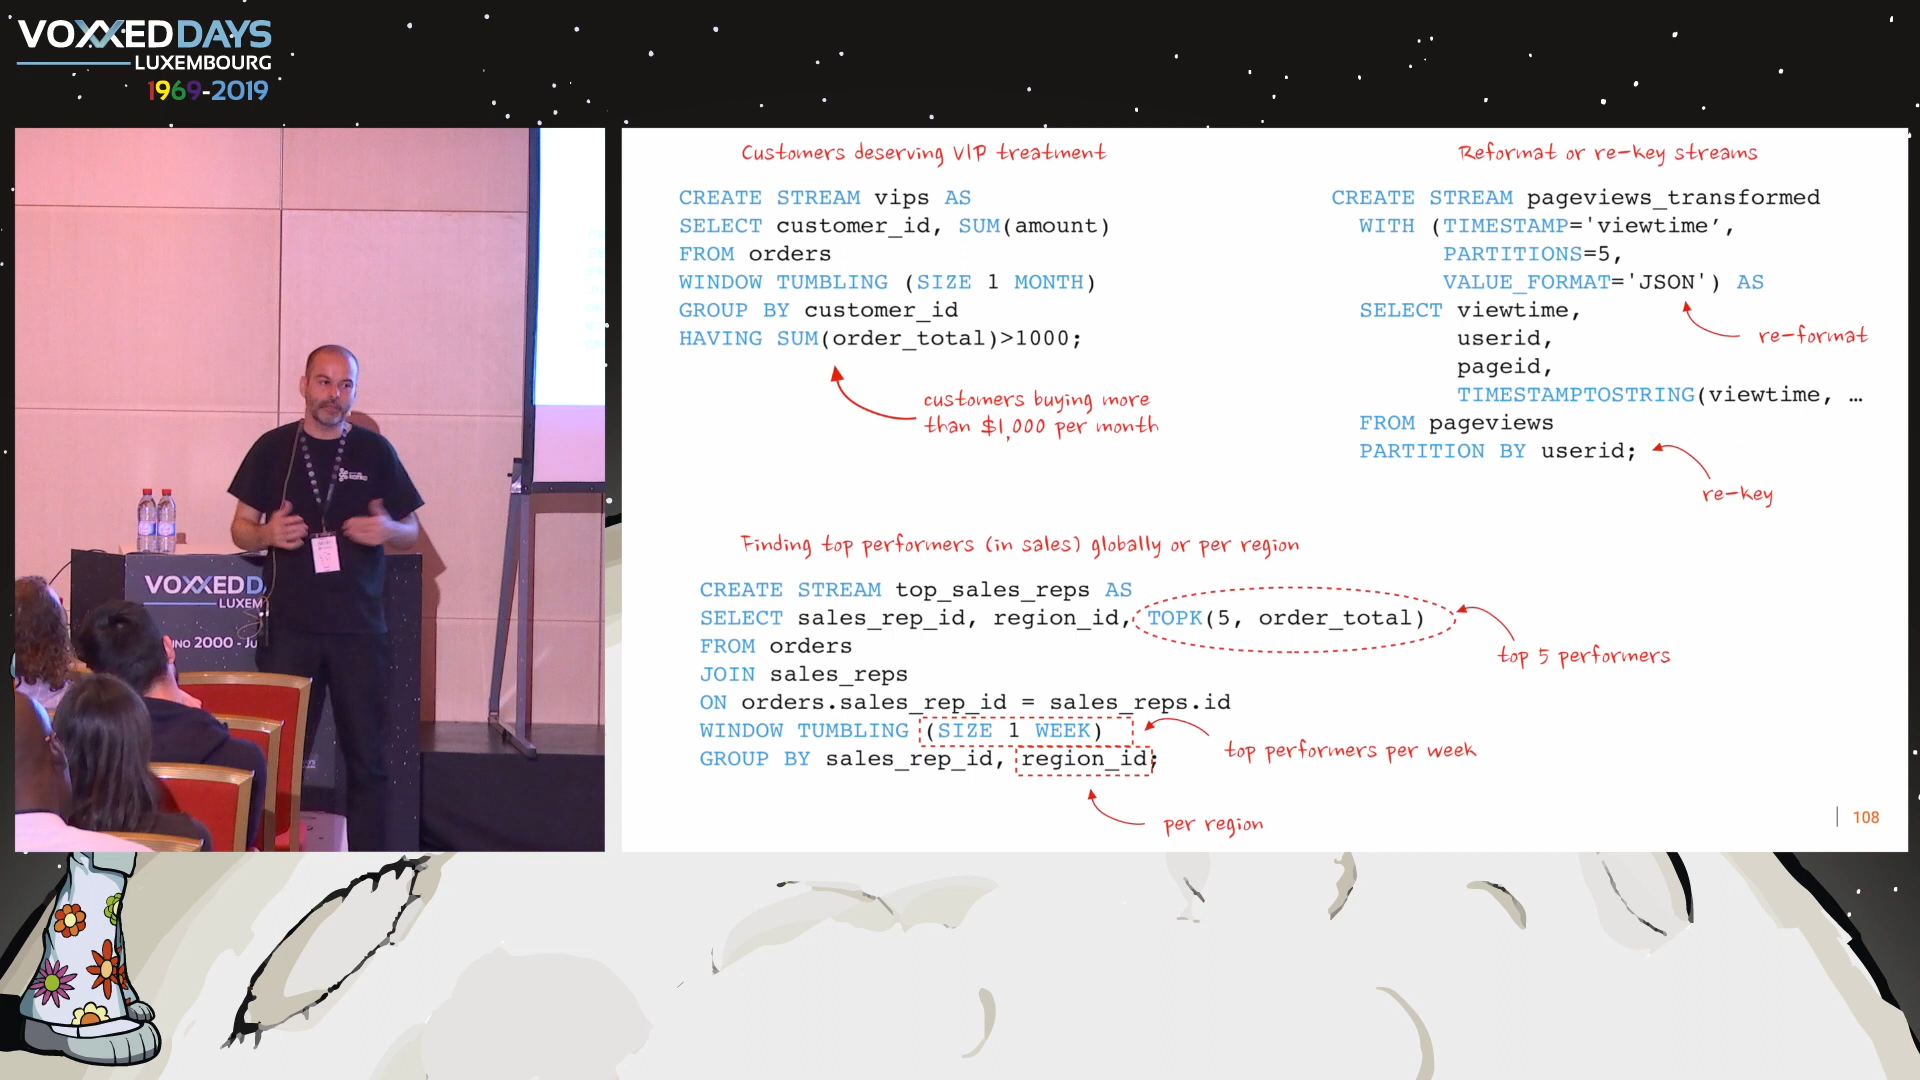 VOXXEDDAYS
LUXEMBOURG
1969-2019
kafka
VOXXEDD
LUXEM
NO 2000 - JU
Customers deserving VIP treatment
CREATE STREAM vips AS
SELECT customer_id, SUM(amount)
FROM orders
WINDOW TUMBLING (SIZE 1 MONTH)
GROUP BY customer_id
HAVING SUM(order_total)>1000;
customers buying more
than $1,000 per month
Reformat or re-key streams
CREATE STREAM pageviews_transformed
WITH (TIMESTAMP='viewtime’,
PARTITIONS=5,
VALUE_FORMAT='JSON') AS
SELECT viewtime,
userid,
pageid,
TIMESTAMPTOSTRING(viewtime, …
FROM pageviews
PARTITION BY userid;
re-format
re-key
Finding top performers (in sales) globally or per region
CREATE STREAM top_sales_reps AS
SELECT sales_rep_id, region_id, TOPK(5, order_total)
FROM orders
JOIN sales_reps
ON orders.sales_rep_id = sales_reps.id
WINDOW TUMBLING (SIZE 1 WEEK)
GROUP BY sales_rep_id, region_id;
top 5 performers
top performers per week
per region
108